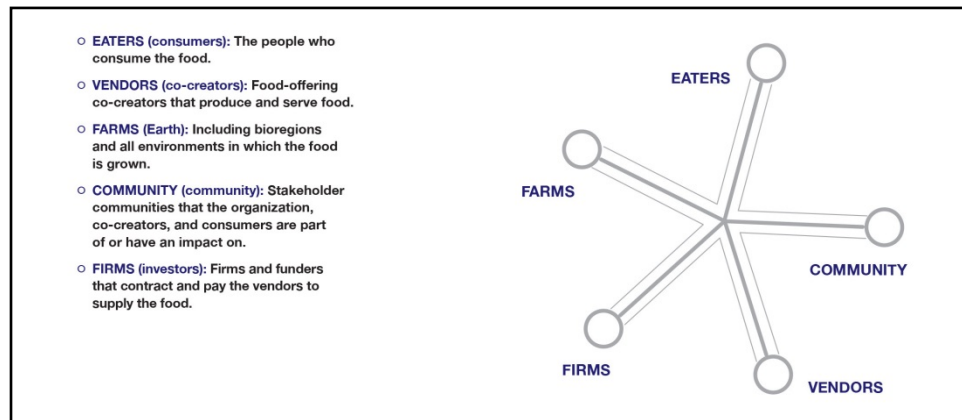 EATERS (consumers): The people who
consume the food.
VENDORS (co-creators): Food-offering
co-creators that produce and serve food.
FARMS (Earth): Including bioregions
and all environments in which the food
is grown.
COMMUNITY (community): Stakeholder
communities that the organization,
co-creators, and consumers are part
of or have an impact on.
FIRMS (investors): Firms and funders
that contract and pay the vendors to
supply the food.
EATERS
FARMS
COMMUNITY
FIRMS
VENDORS